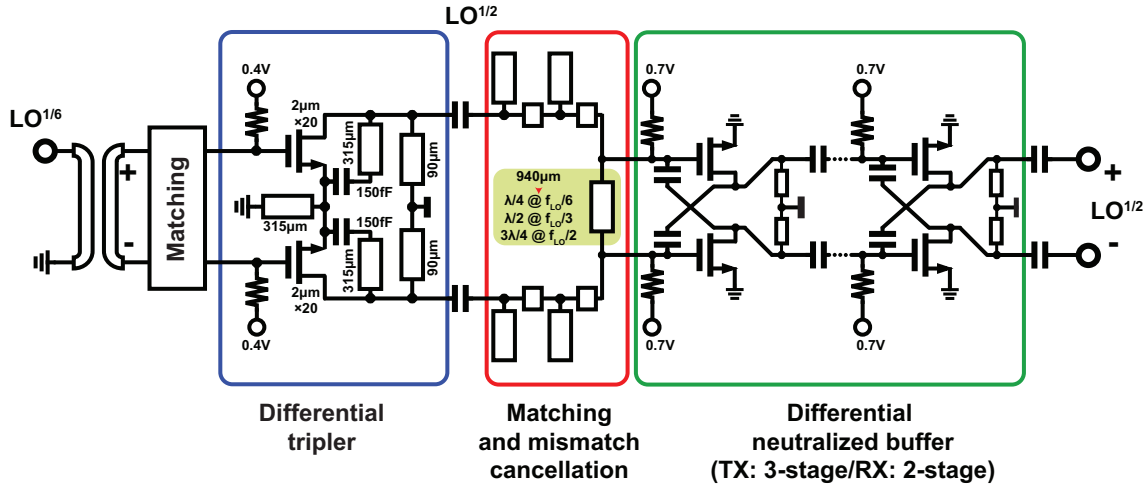 LO1/2
LO1/6
+
-
Matching
0.4V
2µm
×20
315µm
150fF
90µm
315µm
150fF
315µm
90µm
2µm
×20
0.4V
940µm
λ/4 @ fLO/6
λ/2 @ fLO/3
3λ/4 @ fLO/2
0.7V
0.7V
0.7V
0.7V
+
LO1/2
-
Differential
tripler
Matching
and mismatch
cancellation
Differential
neutralized buffer
(TX: 3-stage/RX: 2-stage)